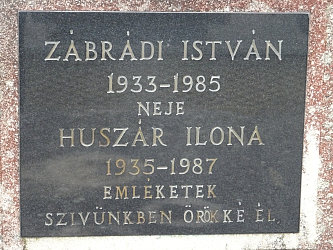 ZÁBRÁDI ISTVÁN
1933-1985
NEJE
HUSZÁR ILONA
1935-1987
EMLÉKETEK
SZIVÜNKBEN ÖRÖKKÉ ÉL.